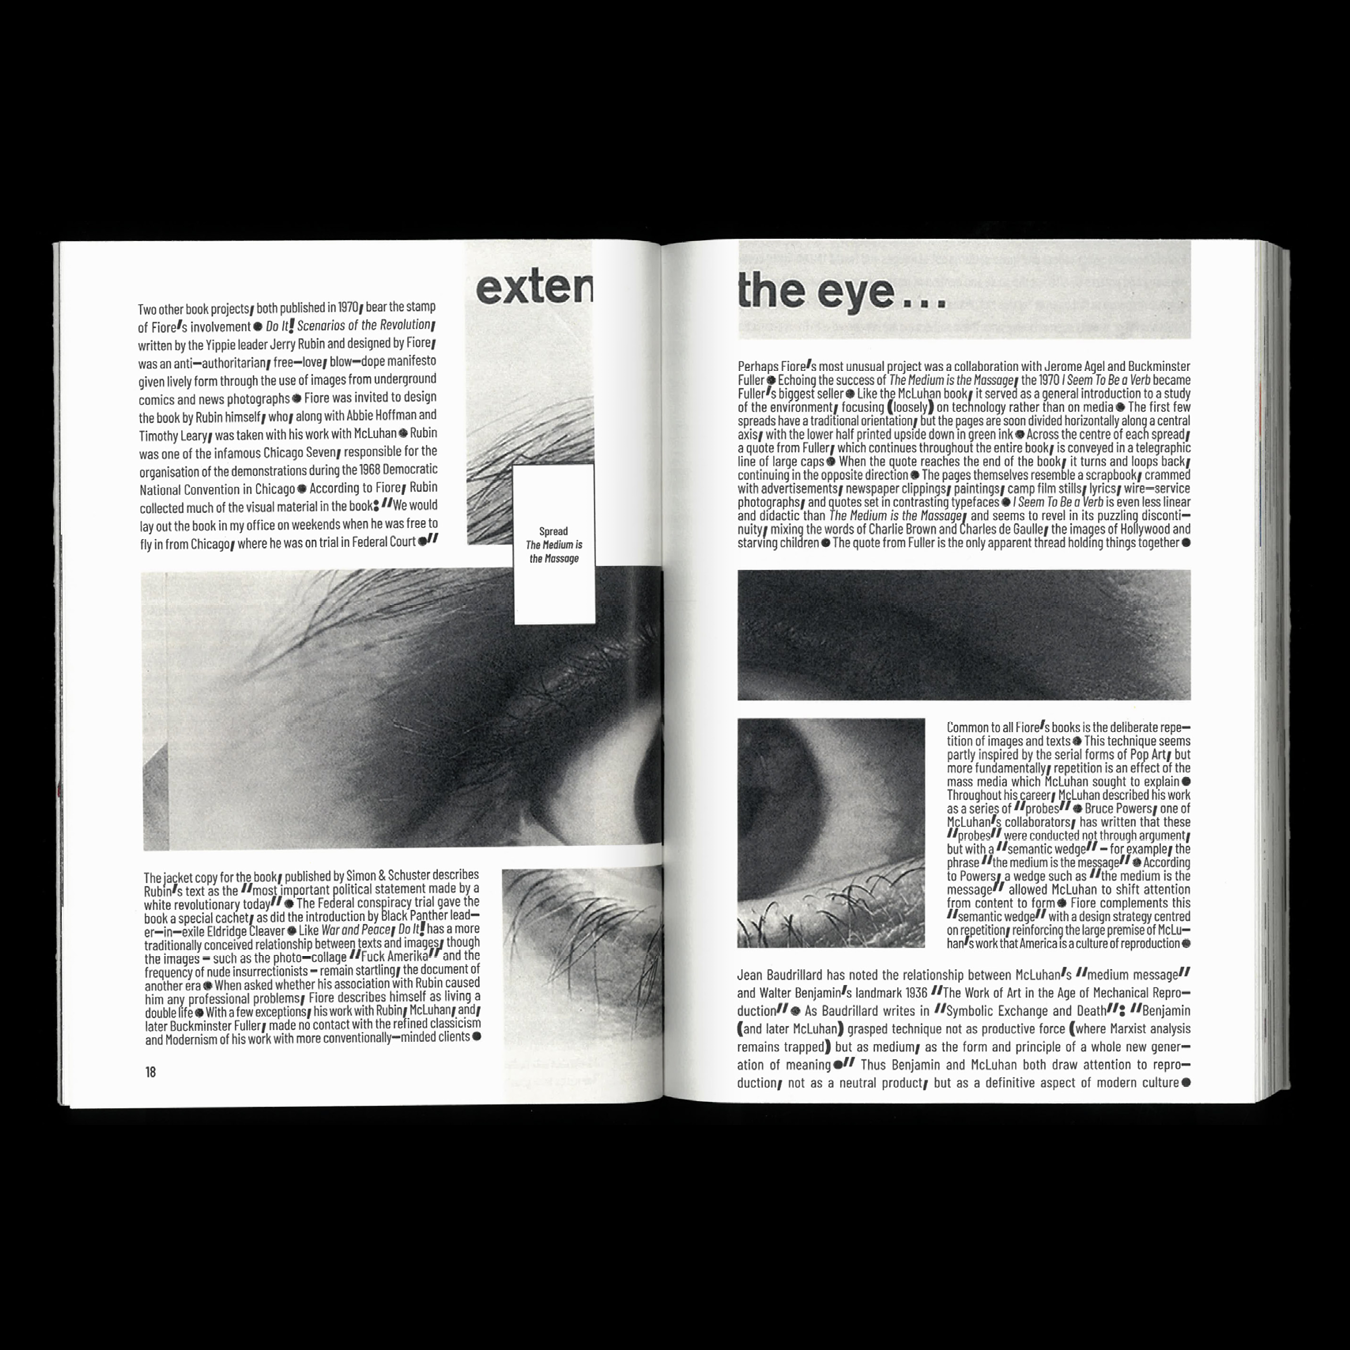 exten
Two other book projects, both published in 1970, bear the stamp
of Fiore's involvement. Do It! Scenarios of the Revolution,
written by the Yippie leader Jerry Rubin and designed by Fiore,
was an anti-authoritarian, free-love, blow-dope manifesto
given lively form through the use of images from underground
comics and news photographs. Fiore was invited to design
the book by Rubin himself, who, along with Abbie Hoffman and
Timothy Leary, was taken with his work with McLuhan. Rubin
was one of the infamous Chicago Seven, responsible for the
organisation of the demonstrations during the 1968 Democratic
National Convention in Chicago. According to Fiore, Rubin
collected much of the visual material in the book: "We would
lay out the book in my office on weekends when he was free to
fly in from Chicago, where he was on trial in Federal Court."
Spread
The Medium is
the Massage
The jacket copy for the book, published by Simon & Schuster describes
Rubin's text as the "most important political statement made by a
white revolutionary today". The Federal conspiracy trial gave the
book a special cachet, as did the introduction by Black Panther lead-
er-in-exile Eldridge Cleaver. Like War and Peace, Do It! has a more
traditionally conceived relationship between texts and images, though
the images – such as the photo-collage "Fuck Amerika" and the
frequency of nude insurrectionists – remain startling, the document of
another era. When asked whether his association with Rubin caused
him any professional problems, Fiore describes himself as living a
double life. With a few exceptions, his work with Rubin, McLuhan, and,
later Buckminster Fuller, made no contact with the refined classicism
and Modernism of his work with more conventionally-minded clients.
18
the eye...
Perhaps Fiore's most unusual project was a collaboration with Jerome Agel and Buckminster
Fuller. Echoing the success of The Medium is the Massage, the 1970 I Seem To Be a Verb became
Fuller's biggest seller. Like the McLuhan book, it served as a general introduction to a study
of the environment, focusing (loosely) on technology rather than on media. The first few
spreads have a traditional orientation, but the pages are soon divided horizontally along a central
axis, with the lower half printed upside down in green ink. Across the centre of each spread,
a quote from Fuller, which continues throughout the entire book, is conveyed in a telegraphic
line of large caps. When the quote reaches the end of the book, it turns and loops back,
continuing in the opposite direction. The pages themselves resemble a scrapbook, crammed
with advertisements, newspaper clippings, paintings, camp film stills, lyrics, wire-service
photographs, and quotes set in contrasting typefaces. I Seem To Be a Verb is even less linear
and didactic than The Medium is the Massage, and seems to revel in its puzzling disconti-
nuity, mixing the words of Charlie Brown and Charles de Gaulle, the images of Hollywood and
starving children. The quote from Fuller is the only apparent thread holding things together.
Common to all Fiore's books is the deliberate repe-
tition of images and texts. This technique seems
partly inspired by the serial forms of Pop Art, but
more fundamentally, repetition is an effect of the
mass media which McLuhan sought to explain.
Throughout his career, McLuhan described his work
as a series of "probes". Bruce Powers, one of
McLuhan's collaborators, has written that these
"probes" were conducted not through argument,
but with a "semantic wedge" – for example, the
phrase "the medium is the message". According
to Powers, a wedge such as "the medium is the
message" allowed McLuhan to shift attention
from content to form. Fiore complements this
"semantic wedge" with a design strategy centred
on repetition, reinforcing the large premise of McLu-
han's work that America is a culture of reproduction.
Jean Baudrillard has noted the relationship between McLuhan's "medium message"
and Walter Benjamin's landmark 1936 "The Work of Art in the Age of Mechanical Repro-
duction". As Baudrillard writes in "Symbolic Exchange and Death": "Benjamin
(and later McLuhan) grasped technique not as productive force (where Marxist analysis
remains trapped) but as medium, as the form and principle of a whole new gener-
ation of meaning." Thus Benjamin and McLuhan both draw attention to repro-
duction, not as a neutral product, but as a definitive aspect of modern culture.